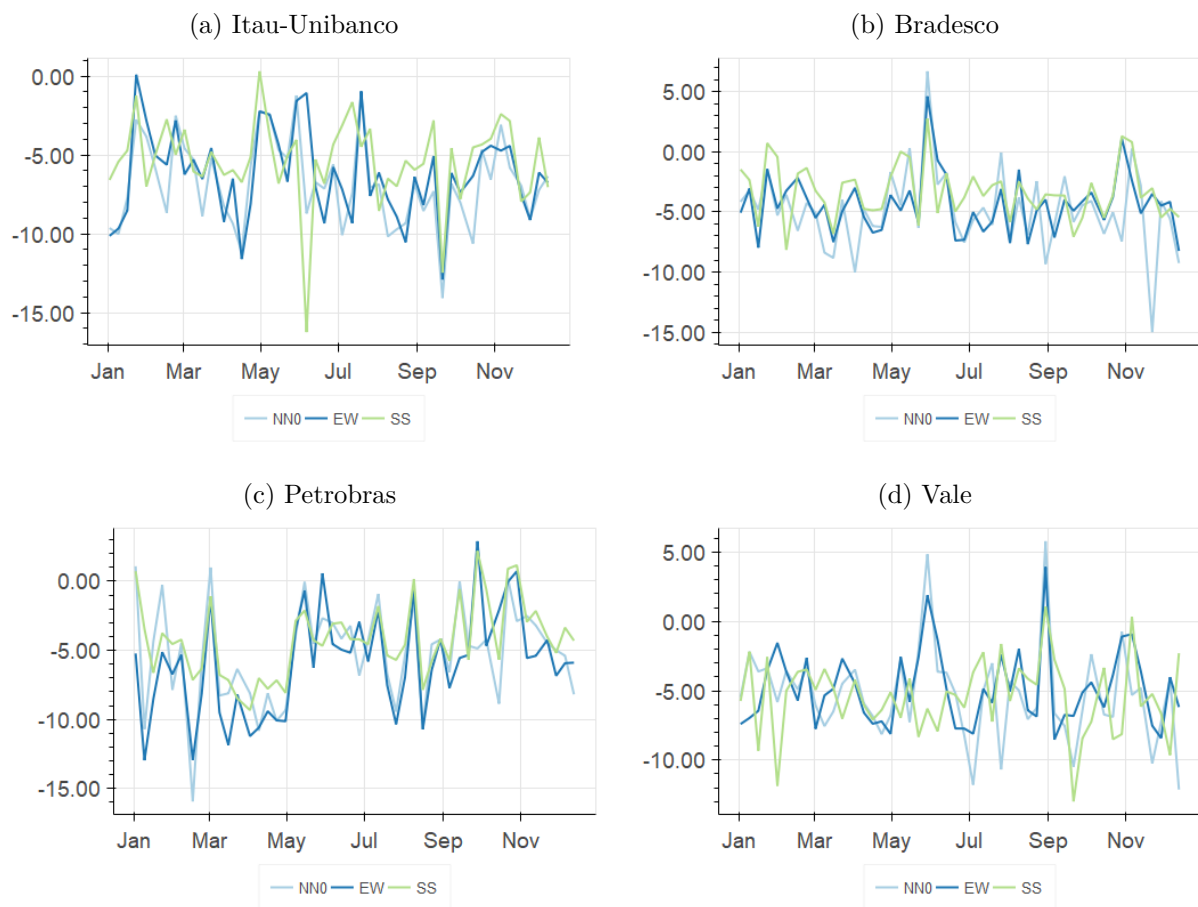 (a) Itau-Unibanco
0.00
-5.00
-10.00
-15.00
Jan Mar May Jul Sep Nov
NN0 EW SS
(b) Bradesco
5.00
0.00
-5.00
-10.00
-15.00
Jan Mar May Jul Sep Nov
NN0 EW SS
(c) Petrobras
0.00
-5.00
-10.00
-15.00
Jan Mar May Jul Sep Nov
NN0 EW SS
(d) Vale
5.00
0.00
-5.00
-10.00
Jan Mar May Jul Sep Nov
NN0 EW SS